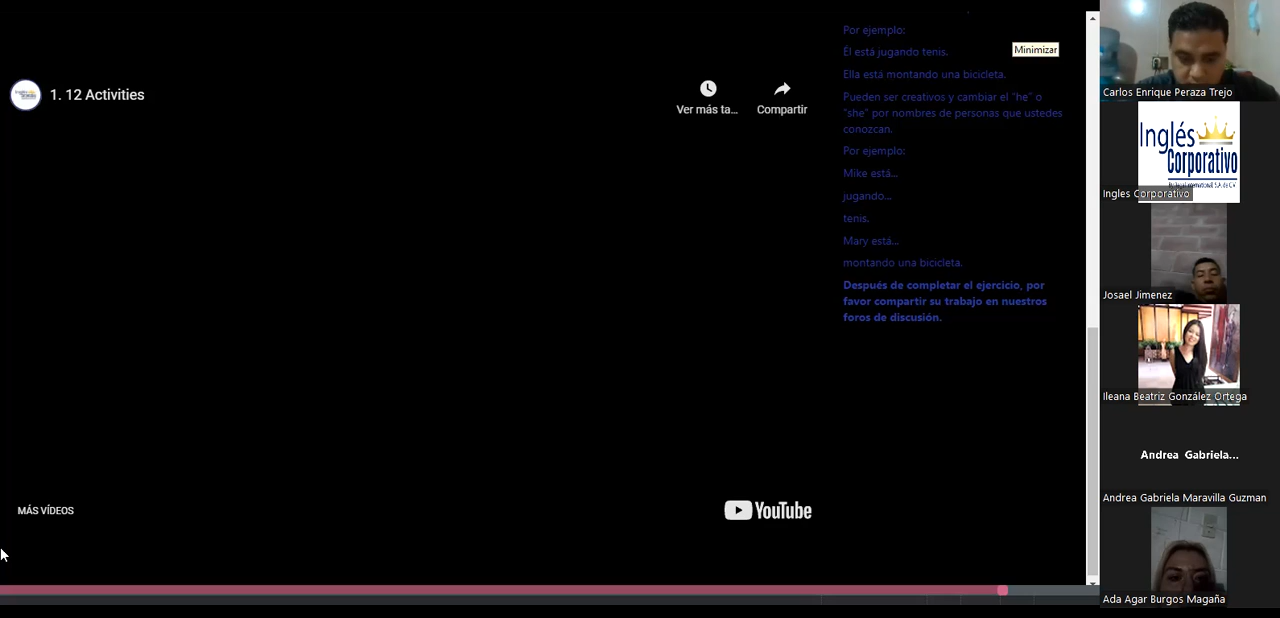 Por ejemplo:
Él está jugando tenis.
Minimizar
Ella está montando una bicicleta.
Pueden ser creativos y cambiar el "he" o
"she" por nombres de personas que ustedes
conozcan.
Por ejemplo:
Mike está...
jugando...
tenis.
Mary está...
montando una bicicleta.
Después de completar el ejercicio, por
favor compartir su trabajo en nuestros
foros de discusión.
1. 12 Activities
Ver más ta...
Compartir
MÁS VÍDEOS
YouTube
Carlos Enrique Peraza Trejo
Inglés
Corporativo
Ingles Corporativo
Josael Jimenez
Ileana Beatriz González Ortega
Andrea Gabriela...
Andrea Gabriela Maravilla Guzman
Ada Agar Burgos Magaña